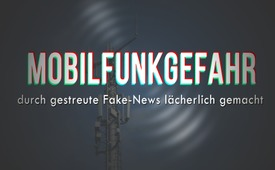 MOBILFUNKGEFAHR
durch gestreute Fake-News lächerlich gemacht